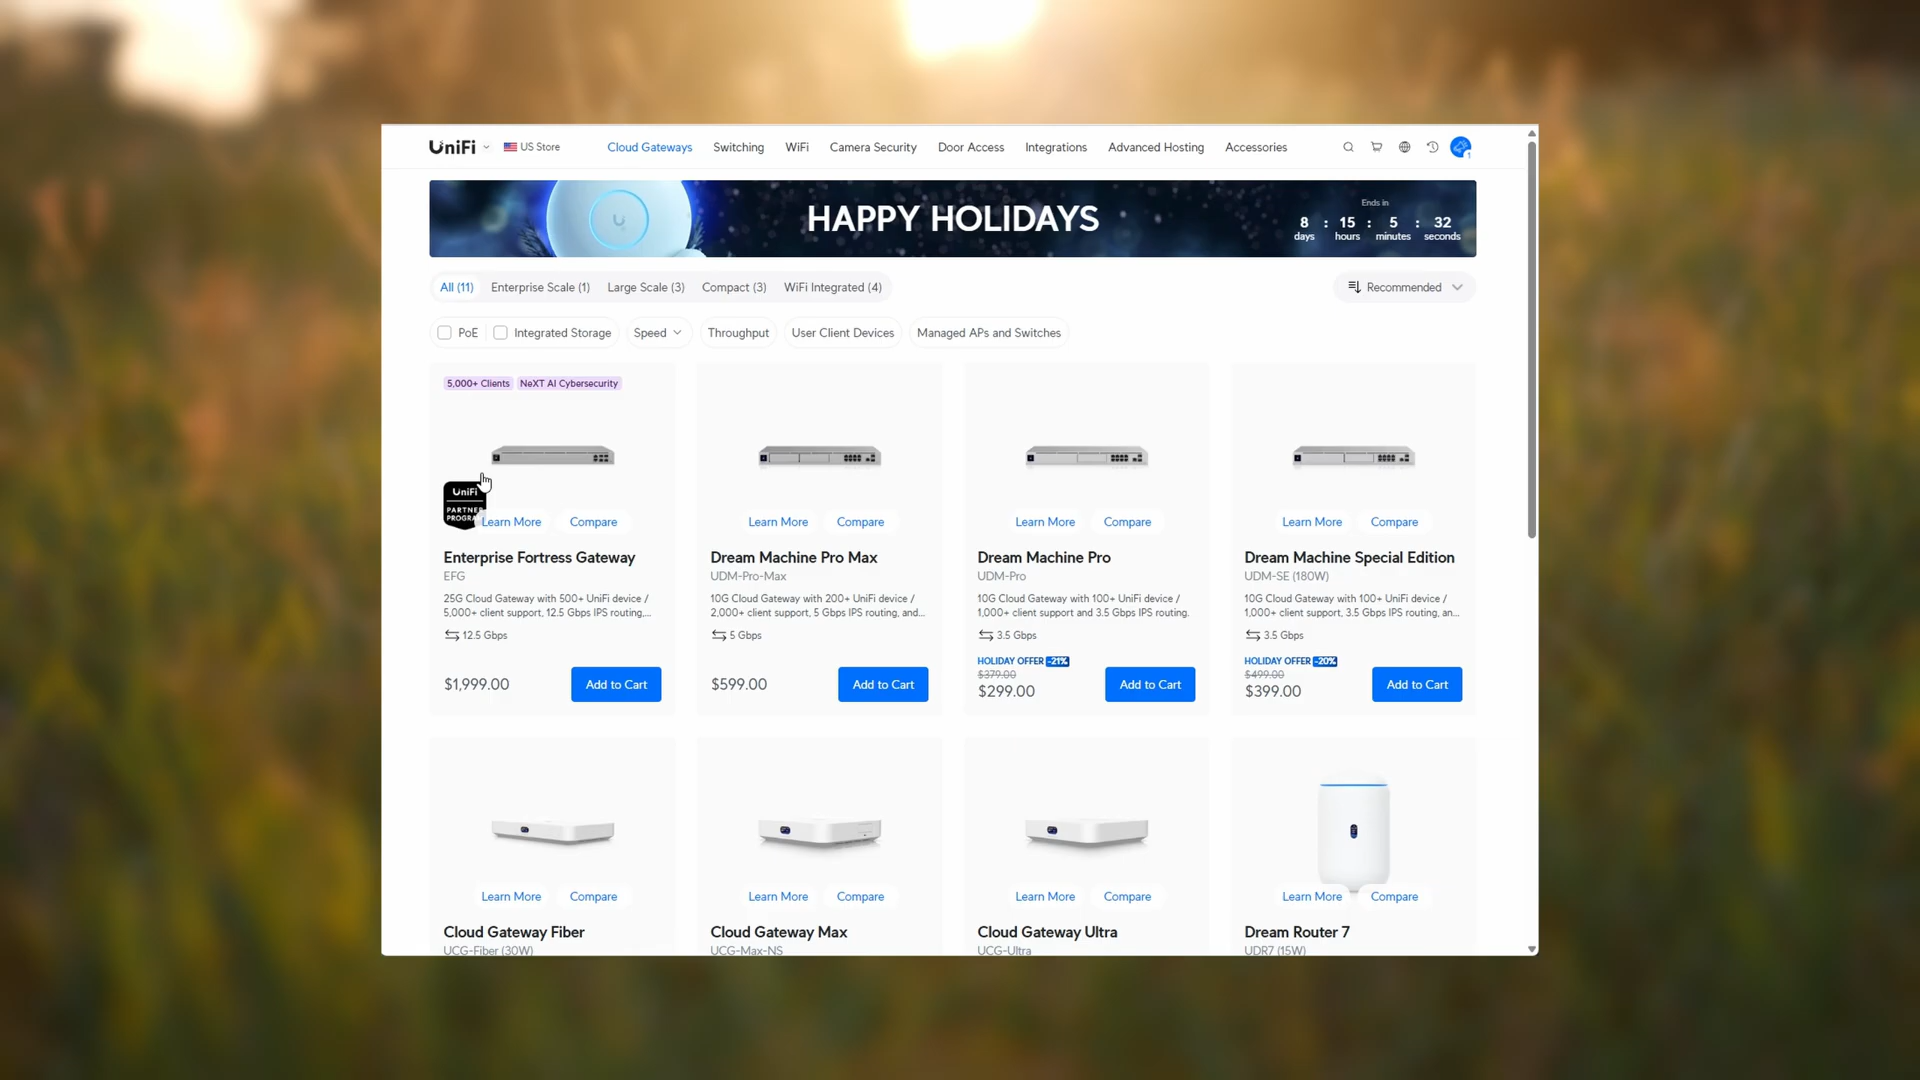 UniFi
US Store
Cloud Gateways
Switching
WiFi
Camera Security
Door Access
Integrations
Advanced Hosting
Accessories
1
U
HAPPY HOLIDAYS
Ends in
8 : 15 : 5 : 32
days hours minutes seconds
All (11)
Enterprise Scale (1)
Large Scale (3)
Compact (3)
WiFi Integrated (4)
Recommended
PoE
Integrated Storage
Speed
Throughput
User Client Devices
Managed APs and Switches
5,000+ Clients
NeXT AI Cybersecurity
UniFi
PARTNER
PROGRA
Learn More
Compare
Enterprise Fortress Gateway
EFG
25G Cloud Gateway with 500+ UniFi device /
5,000+ client support, 12.5 Gbps IPS routing,...
12.5 Gbps
$1,999.00
Add to Cart
Learn More
Compare
Dream Machine Pro Max
UDM-Pro-Max
10G Cloud Gateway with 200+ UniFi device /
2,000+ client support, 5 Gbps IPS routing, and...
5 Gbps
$599.00
Add to Cart
Learn More
Compare
Dream Machine Pro
UDM-Pro
10G Cloud Gateway with 100+ UniFi device /
1,000+ client support and 3.5 Gbps IPS routing.
3.5 Gbps
HOLIDAY OFFER -21%
$379.00
$299.00
Add to Cart
Learn More
Compare
Dream Machine Special Edition
UDM-SE (180W)
10G Cloud Gateway with 100+ UniFi device /
1,000+ client support, 3.5 Gbps IPS routing, an...
3.5 Gbps
HOLIDAY OFFER -20%
$499.00
$399.00
Add to Cart
Learn More
Compare
Cloud Gateway Fiber
UCG-Fiber (30W)
Learn More
Compare
Cloud Gateway Max
UCG-Max-NS
Learn More
Compare
Cloud Gateway Ultra
UCG-Ultra
Learn More
Compare
Dream Router 7
UDR7 (15W)